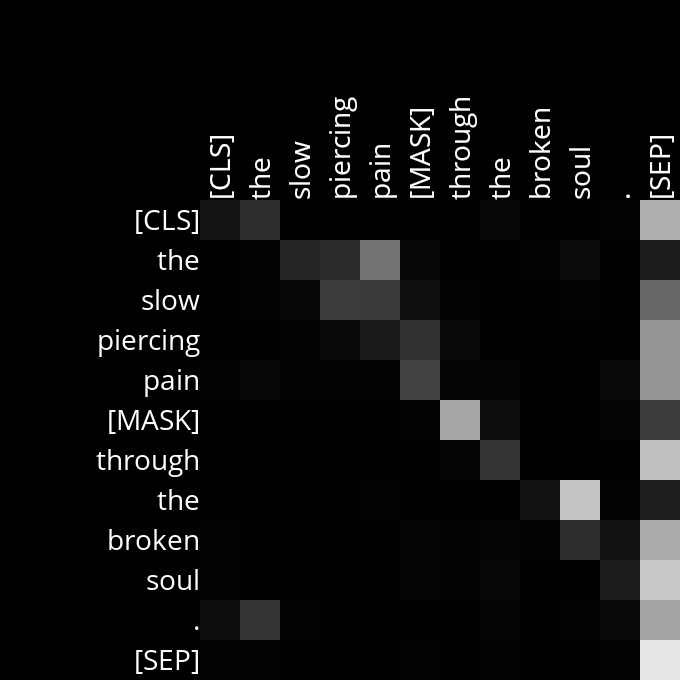 [CLS] the slow piercing pain [MASK] through the broken soul . [SEP]
[CLS]
the
slow
piercing
pain
[MASK]
through
the
broken
soul
.
[SEP]